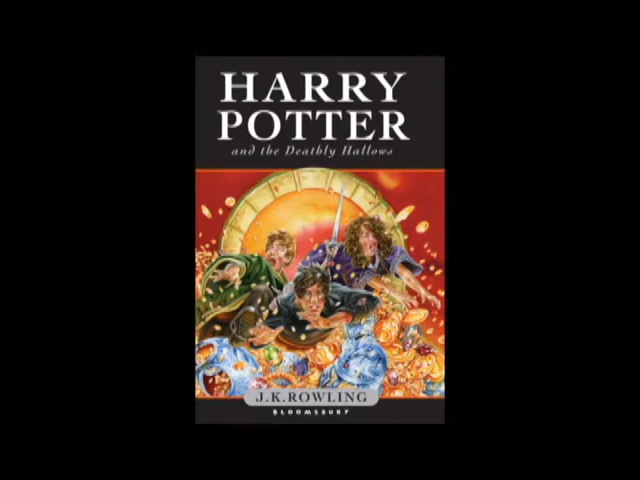 HARRY
POTTER
and the Deathly Hallows
J.K.ROWLING
BLOOMSBURY